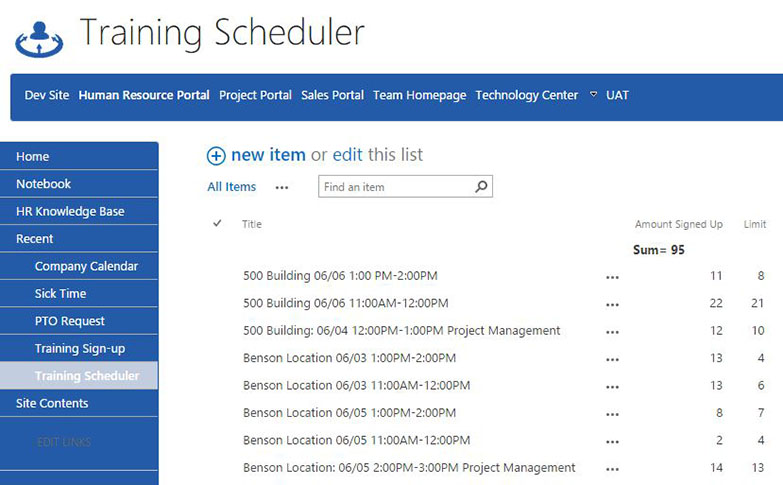 Training Scheduler
Dev Site Human Resource Portal Project Portal Sales Portal Team Homepage Technology Center UAT
Home
Notebook
HR Knowledge Base
Recent
Company Calendar
Sick Time
PTO Request
Training Sign-up
Training Scheduler
Site Contents
EDIT LINKS
new item or edit this list
All Items ••• Find an item
Title Amount Signed Up Limit
Sum= 95
500 Building 06/06 1:00 PM-2:00PM ••• 11 8
500 Building 06/06 11:00AM-12:00PM ••• 22 21
500 Building: 06/04 12:00PM-1:00PM Project Management ••• 12 10
Benson Location 06/03 1:00PM-2:00PM ••• 13 4
Benson Location 06/03 11:00AM-12:00PM ••• 13 6
Benson Location 06/05 1:00PM-2:00PM ••• 8 7
Benson Location 06/05 11:00AM-12:00PM ••• 2 4
Benson Location: 06/05 2:00PM-3:00PM Project Management ••• 14 13